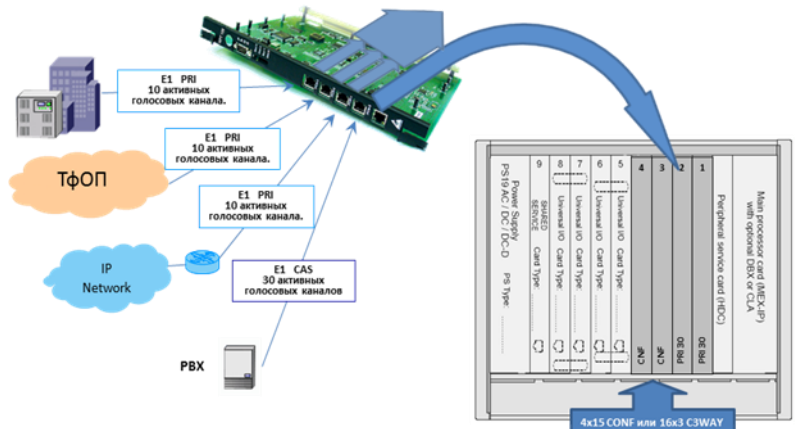 E1 PRI
10 активных
голосовых канала.
E1 PRI
10 активных
голосовых канала.
ТфОП
E1 PRI
10 активных
голосовых канала.
IP
Network
E1 CAS
30 активных
голосовых каналов
PBX
Power Supply
PS19 AC / DC / DC-D
PS Type:
9
SHARED
SERVICE
Card Type:
8
Universal I/O
Card Type:
7
Universal I/O
Card Type:
6
Universal I/O
Card Type:
5
Universal I/O
Card Type:
4
CNF
3
CNF
2
PRI 30
1
PRI 30
Peripheral service card (HDC)
Main processor card (MEX-IP)
with optional DBX or CLA
4x15 CONF или 16x3 C3WAY